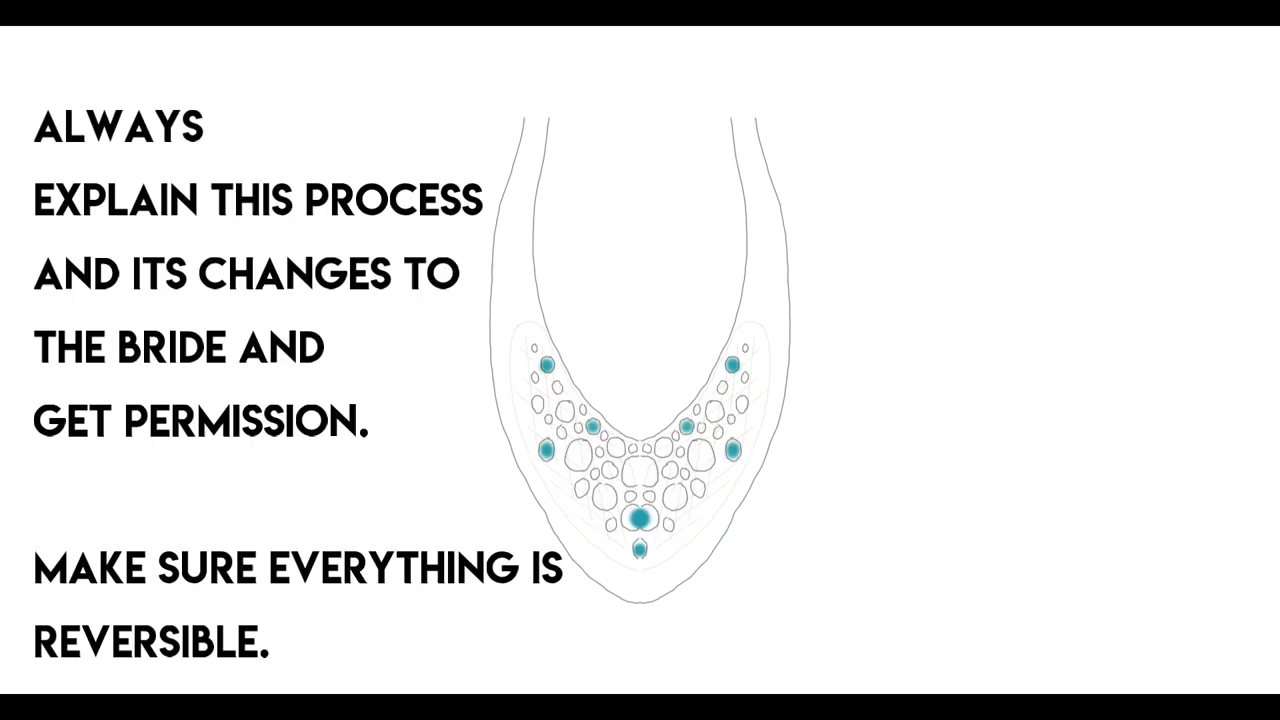 ALWAYS
EXPLAIN THIS PROCESS
AND ITS CHANGES TO
THE BRIDE AND
GET PERMISSION.
MAKE SURE EVERYTHING IS
REVERSIBLE.